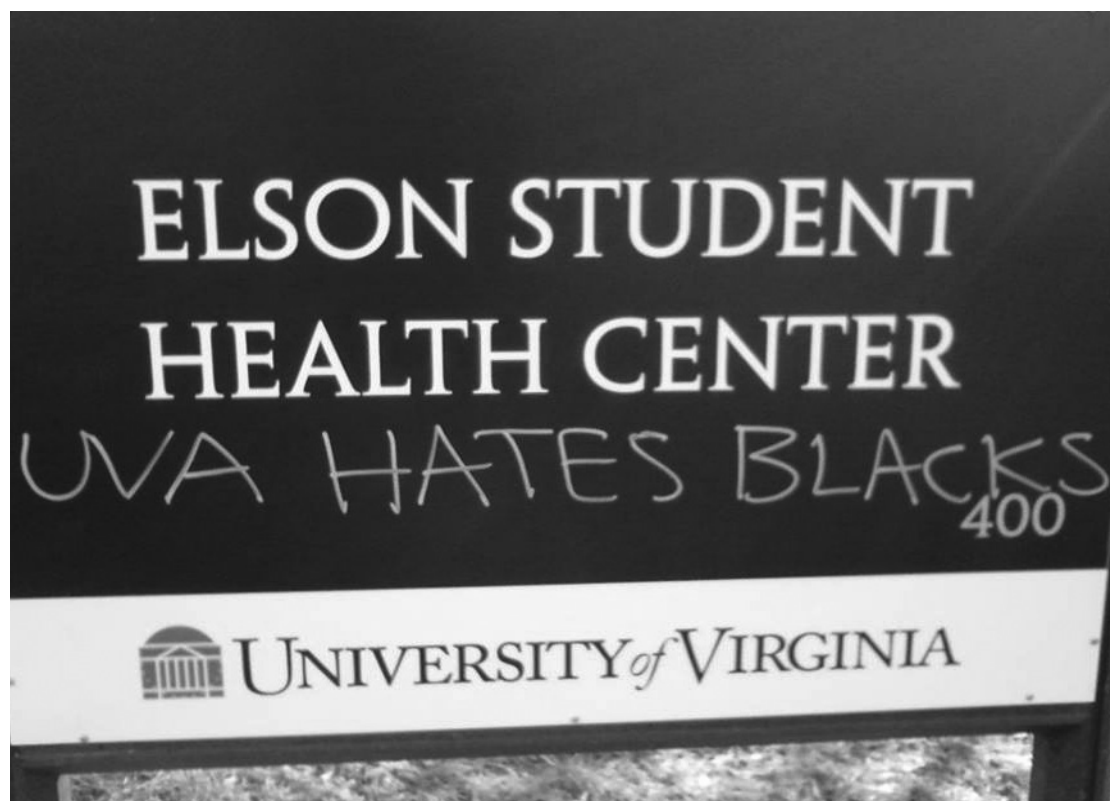 ELSON STUDENT
HEALTH CENTER
UVA HATES BLACKS
400
UNIVERSITY of VIRGINIA